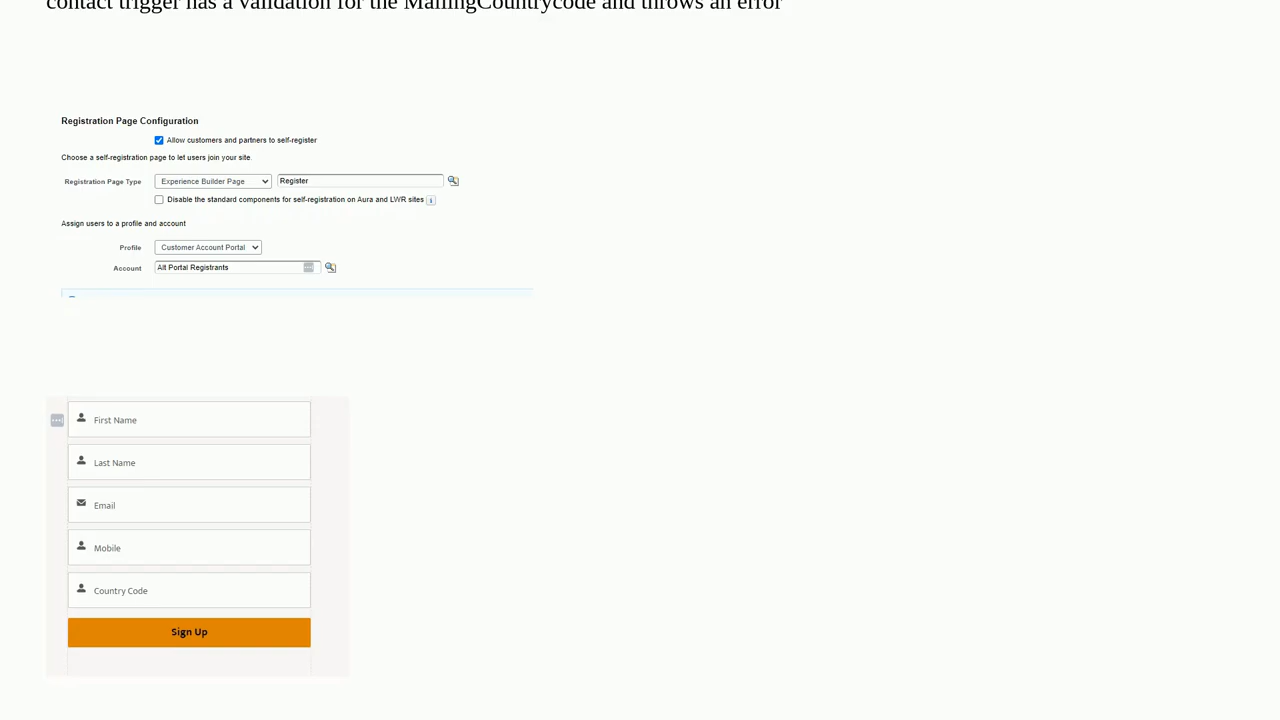 contact trigger has a validation for the MailingCountrycode and throws an error
Registration Page Configuration
Allow customers and partners to self-register
Choose a self-registration page to let users join your site.
Registration Page Type Experience Builder Page Register
Disable the standard components for self-registration on Aura and LWR sites i
Assign users to a profile and account
Profile Customer Account Portal
Account Alt Portal Registrants
First Name
Last Name
Email
Mobile
Country Code
Sign Up